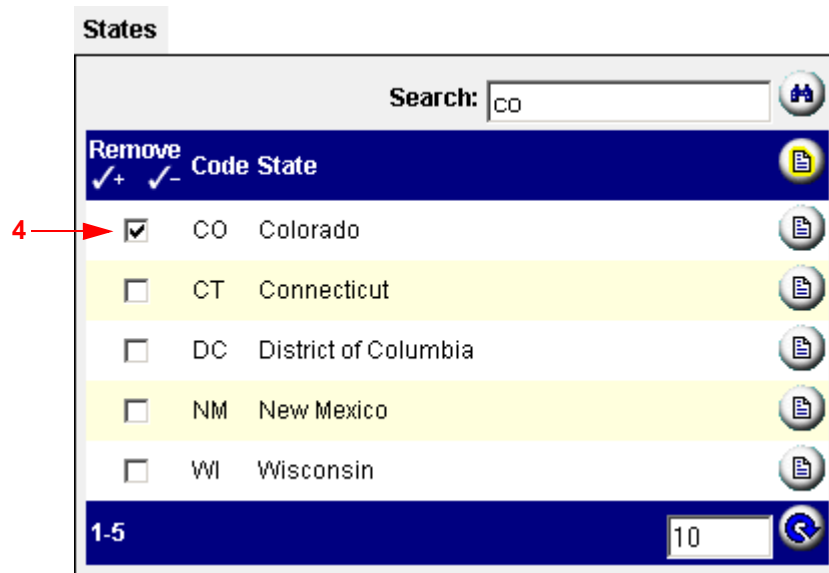 States
Search: co
Remove Code State
+ -
4 CO Colorado
CT Connecticut
DC District of Columbia
NM New Mexico
WI Wisconsin
1-5 10